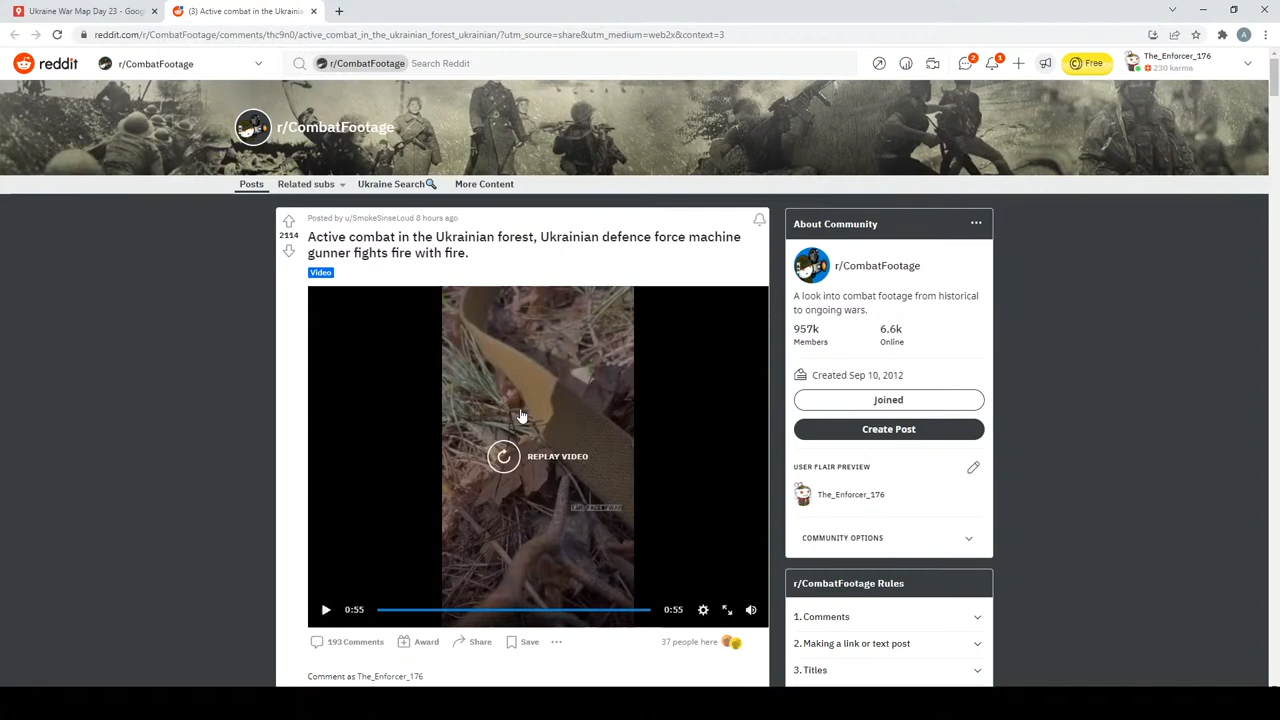 Ukraine War Map Day 23 - Goog
(3) Active combat in the Ukrainia
reddit.com/r/CombatFootage/comments/thc9n0/active_combat_in_the_ukrainian_forest_ukrainian/?utm_source=share&utm_medium=web2x&context=3
A
reddit
r/CombatFootage
r/CombatFootage
Search Reddit
2
1
Free
The_Enforcer_176
230 karma
r/CombatFootage
Posts
Related subs
Ukraine Search🔍
More Content
2114
Posted by u/SmokeSinseLoud 8 hours ago
Active combat in the Ukrainian forest, Ukrainian defence force machine
gunner fights fire with fire.
Video
REPLAY VIDEO
0:55
0:55
193 Comments
Award
Share
Save
37 people here
Comment as The_Enforcer_176
About Community
r/CombatFootage
A look into combat footage from historical
to ongoing wars.
957k
6.6k
Members
Online
Created Sep 10, 2012
Joined
Create Post
USER FLAIR PREVIEW
The_Enforcer_176
COMMUNITY OPTIONS
r/CombatFootage Rules
1. Comments
2. Making a link or text post
3. Titles